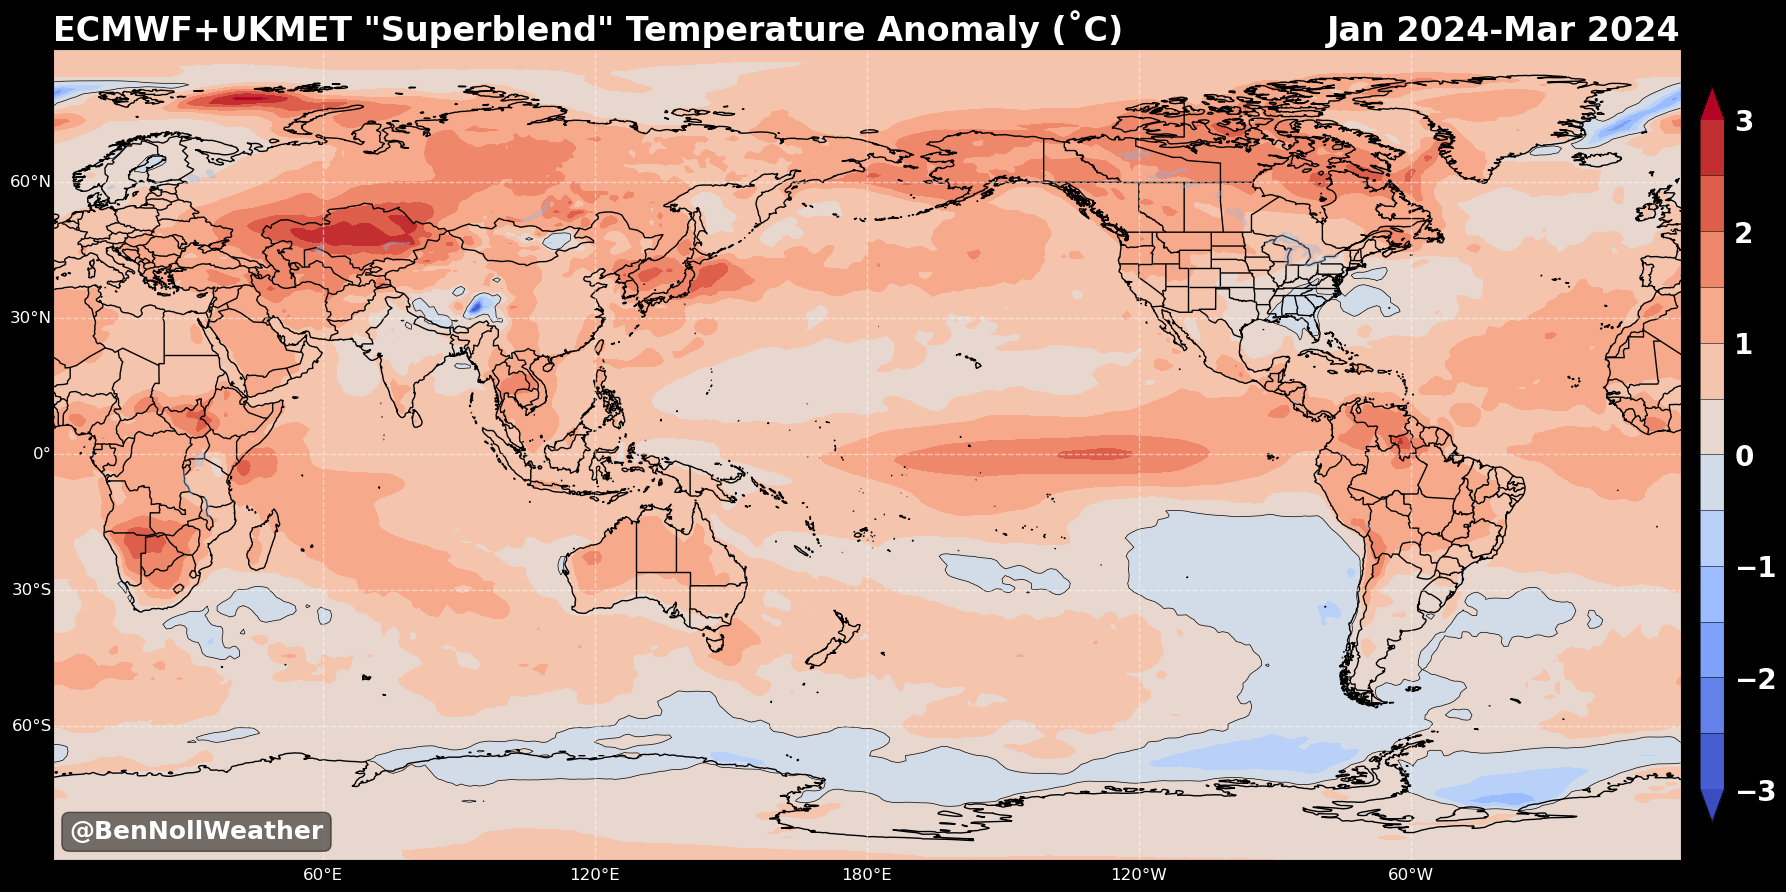 ECMWF+UKMET "Superblend" Temperature Anomaly (˚C) Jan 2024-Mar 2024
60°N
30°N
0°
30°S
60°S
60°E 120°E 180°E 120°W 60°W
3
2
1
0
−1
−2
−3
@BenNollWeather